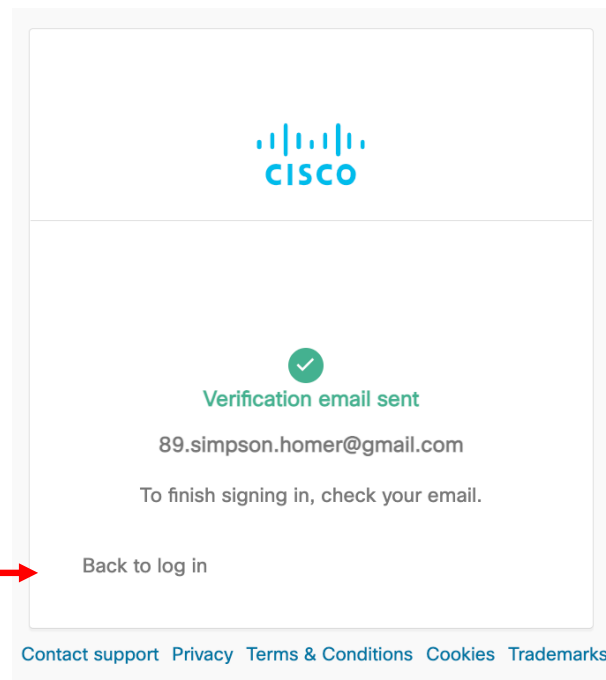 CISCO
Verification email sent
89.simpson.homer@gmail.com
To finish signing in, check your email.
Back to log in
Contact support Privacy Terms & Conditions Cookies Trademarks